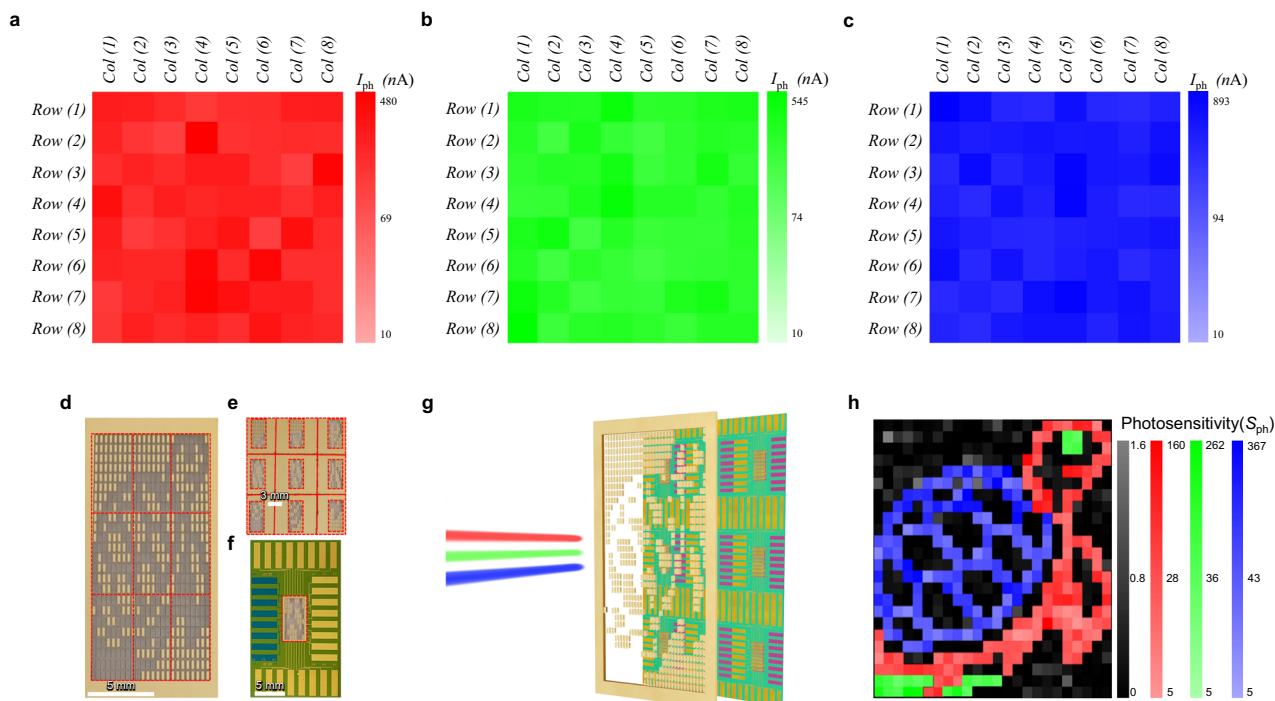 a
Col (1) Col (2) Col (3) Col (4) Col (5) Col (6) Col (7) Col (8)
I_ph (nA)
Row (1)
Row (2)
Row (3)
Row (4)
Row (5)
Row (6)
Row (7)
Row (8)
480
69
10
b
Col (1) Col (2) Col (3) Col (4) Col (5) Col (6) Col (7) Col (8)
I_ph (nA)
Row (1)
Row (2)
Row (3)
Row (4)
Row (5)
Row (6)
Row (7)
Row (8)
545
74
10
c
Col (1) Col (2) Col (3) Col (4) Col (5) Col (6) Col (7) Col (8)
I_ph (nA)
Row (1)
Row (2)
Row (3)
Row (4)
Row (5)
Row (6)
Row (7)
Row (8)
893
94
10
d
5 mm
e
3 mm
f
5 mm
g
h
Photosensitivity(S_ph)
1.6 160 262 367
0.8 28 36 43
0 5 5 5